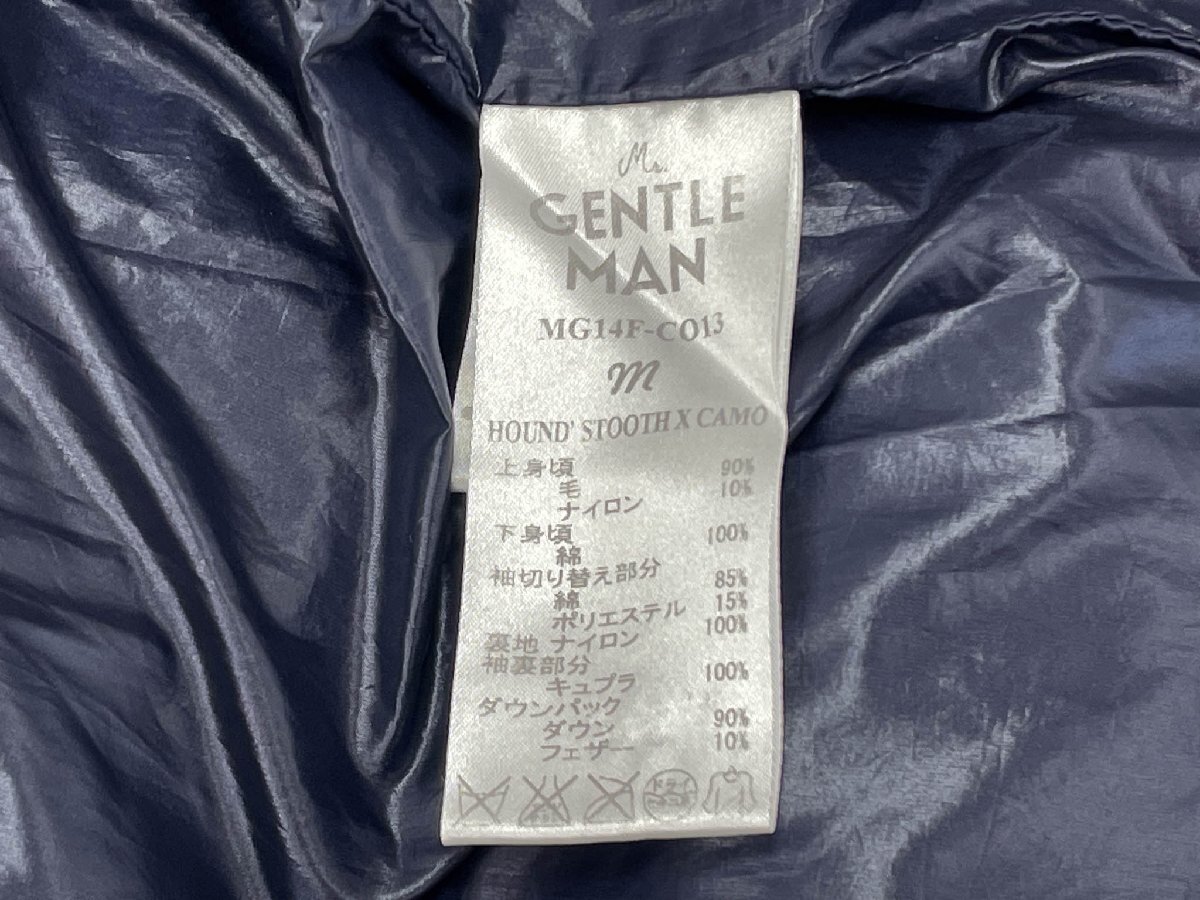 Mr.
GENTLE
MAN
MG14F-CO13
m
HOUND' STOOTH X CAMO
上身頃
毛 90%
ナイロン 10%
下身頃
綿 100%
袖切り替え部分
綿 85%
ポリエステル 15%
裏地 ナイロン 100%
袖裏部分
キュプラ 100%
ダウンパック
ダウン 90%
フェザー 10%
ドライ